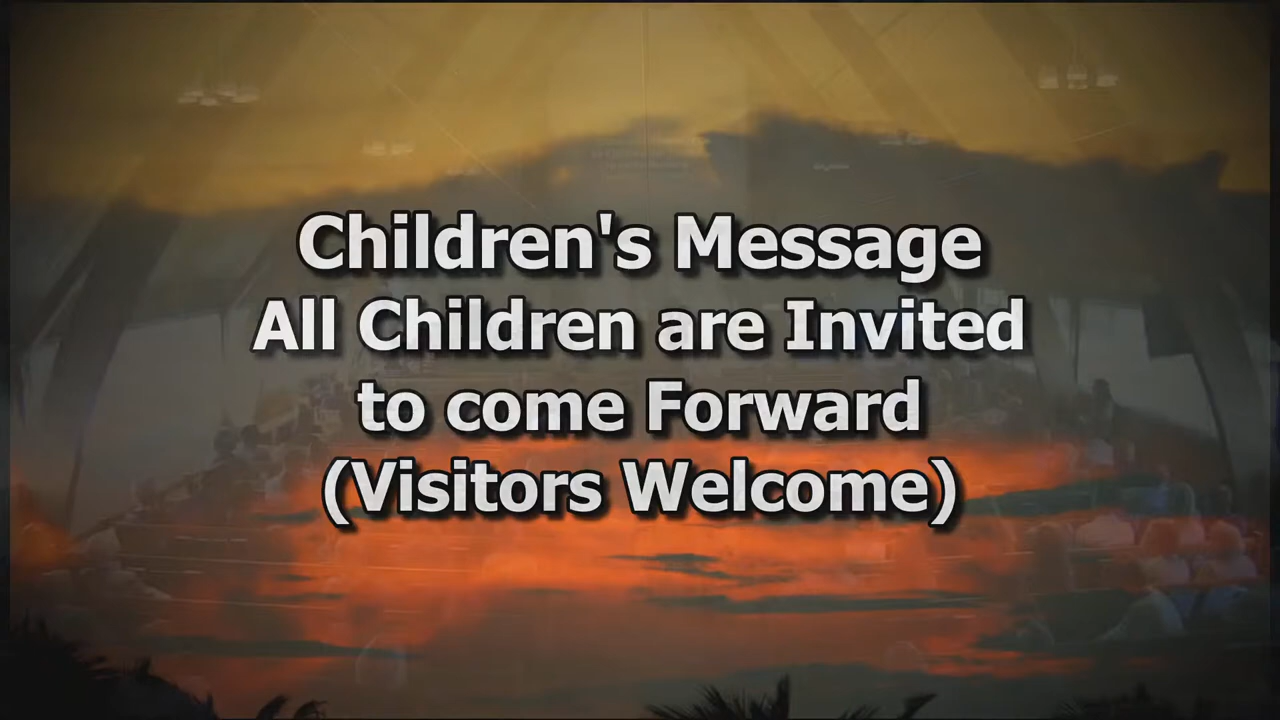 Children's Message
All Children are Invited
to come Forward
(Visitors Welcome)